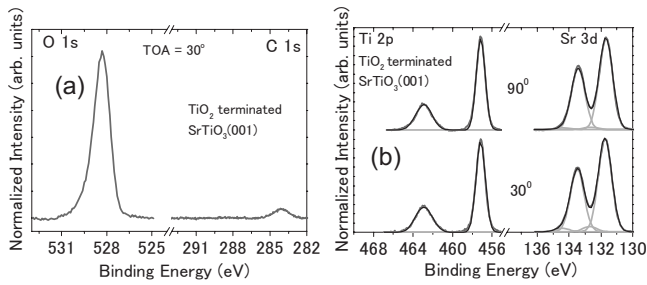 O 1s
TOA = 30°
C 1s
(a)
TiO2 terminated
SrTiO3(001)
Normalized Intensity (arb. units)
531 528 525 291 288 285 282
Binding Energy (eV)
Ti 2p
Sr 3d
TiO2 terminated
SrTiO3(001)
90⁰
(b)
30⁰
Normalized Intensity (arb. units)
468 464 460 456 136 134 132 130
Binding Energy (eV)